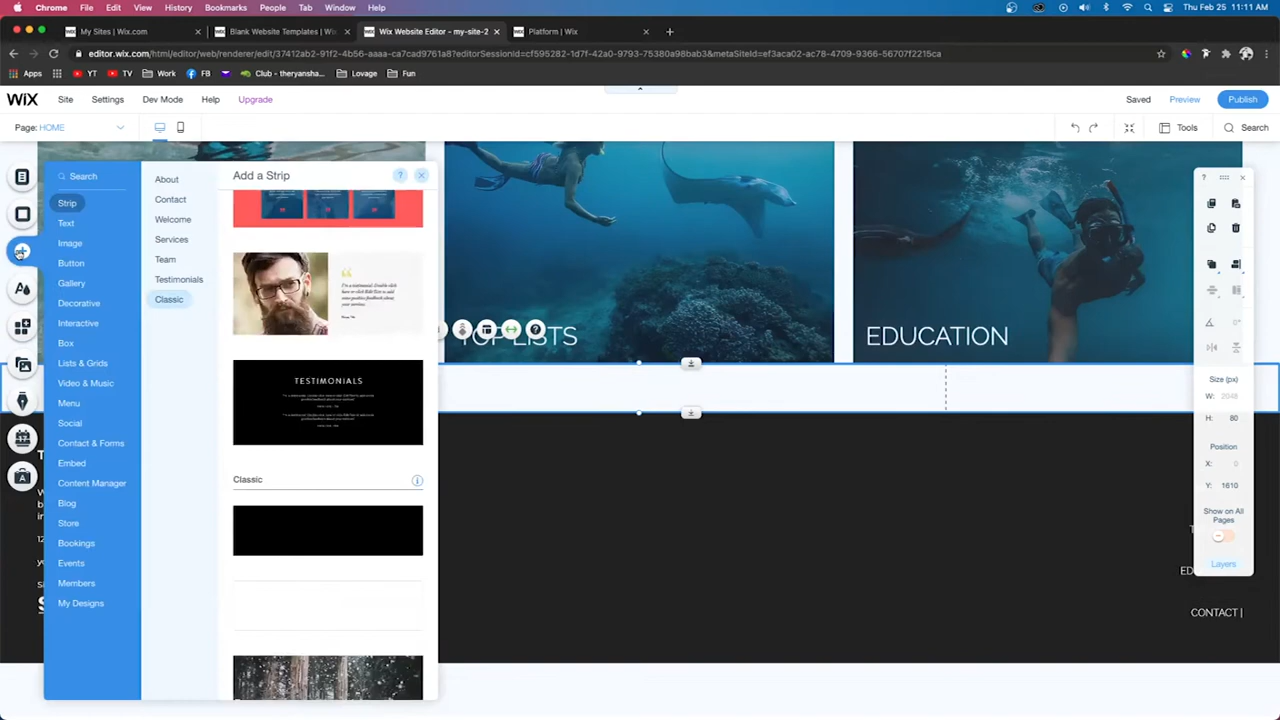 Chrome File Edit View History Bookmarks People Tab Window Help
Thu Feb 25 11:11 AM
My Sites | Wix.com
Blank Website Templates | Wix
Wix Website Editor - my-site-2
Platform | Wix
editor.wix.com/html/editor/web/renderer/edit/37412ab2-91f2-4b56-aaaa-ca7cad9761a8?editorSessionId=cf595282-1d7f-42a0-9793-75380a98bab3&metaSiteId=ef3aca02-ac78-4709-9366-56707f2215ca
Apps YT TV Work FB Club - theryansha... Lovage Fun
WiX Site Settings Dev Mode Help Upgrade Saved Preview Publish
Page: HOME Tools Search
Search
Strip
Text
Image
Button
Gallery
Decorative
Interactive
Box
Lists & Grids
Video & Music
Menu
Social
Contact & Forms
Embed
Content Manager
Blog
Store
Bookings
Events
Members
My Designs
About
Contact
Welcome
Services
Team
Testimonials
Classic
Add a Strip
?
TESTIMONIALS
Classic
TOP LISTS
EDUCATION
?
Size (px)
W: 2048
H: 80
Position
X: 0
Y: 1610
Show on All
Pages
Layers
CONTACT |